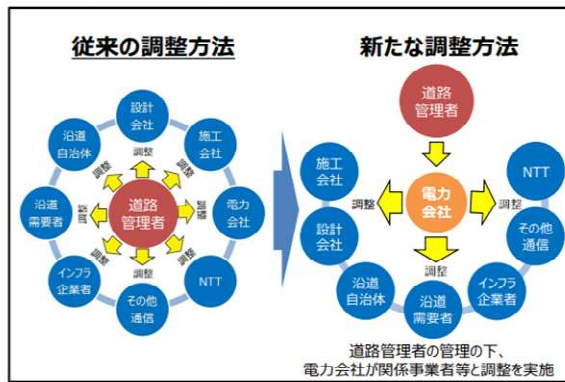 従来の調整方法
設計
会社
施工
会社
電力
会社
NTT
その他
通信
インフラ
企業者
沿道
需要者
沿道
自治体
道路
管理者
調整
調整
調整
調整
調整
調整
調整
調整
新たな調整方法
道路
管理者
電力
会社
調整
調整
調整
施工
会社
設計
会社
沿道
自治体
沿道
需要者
インフラ
企業者
その他
通信
NTT
道路管理者の管理の下、
電力会社が関係事業者等と調整を実施